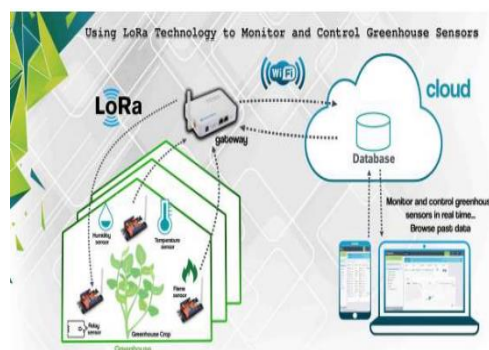 Using LoRa Technology to Monitor and Control Greenhouse Sensors
WiFi
LoRa
cloud
gateway
Database
Humidity
sensor
Temperature
sensor
Monitor and control greenhous
sensors in real time...
Browse past data
Flame
sensor
Relay
sensor
Greenhouse Crop
Greenhouse